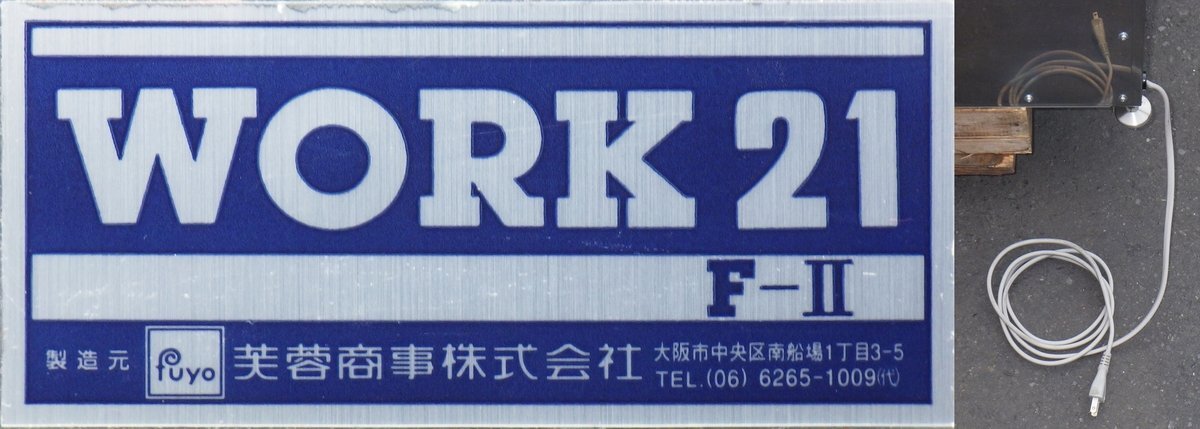 WORK 21
F-II
製造元 Fuyo 芙蓉商事株式会社
大阪市中央区南船場1丁目3-5
TEL.(06) 6265-1009(代)